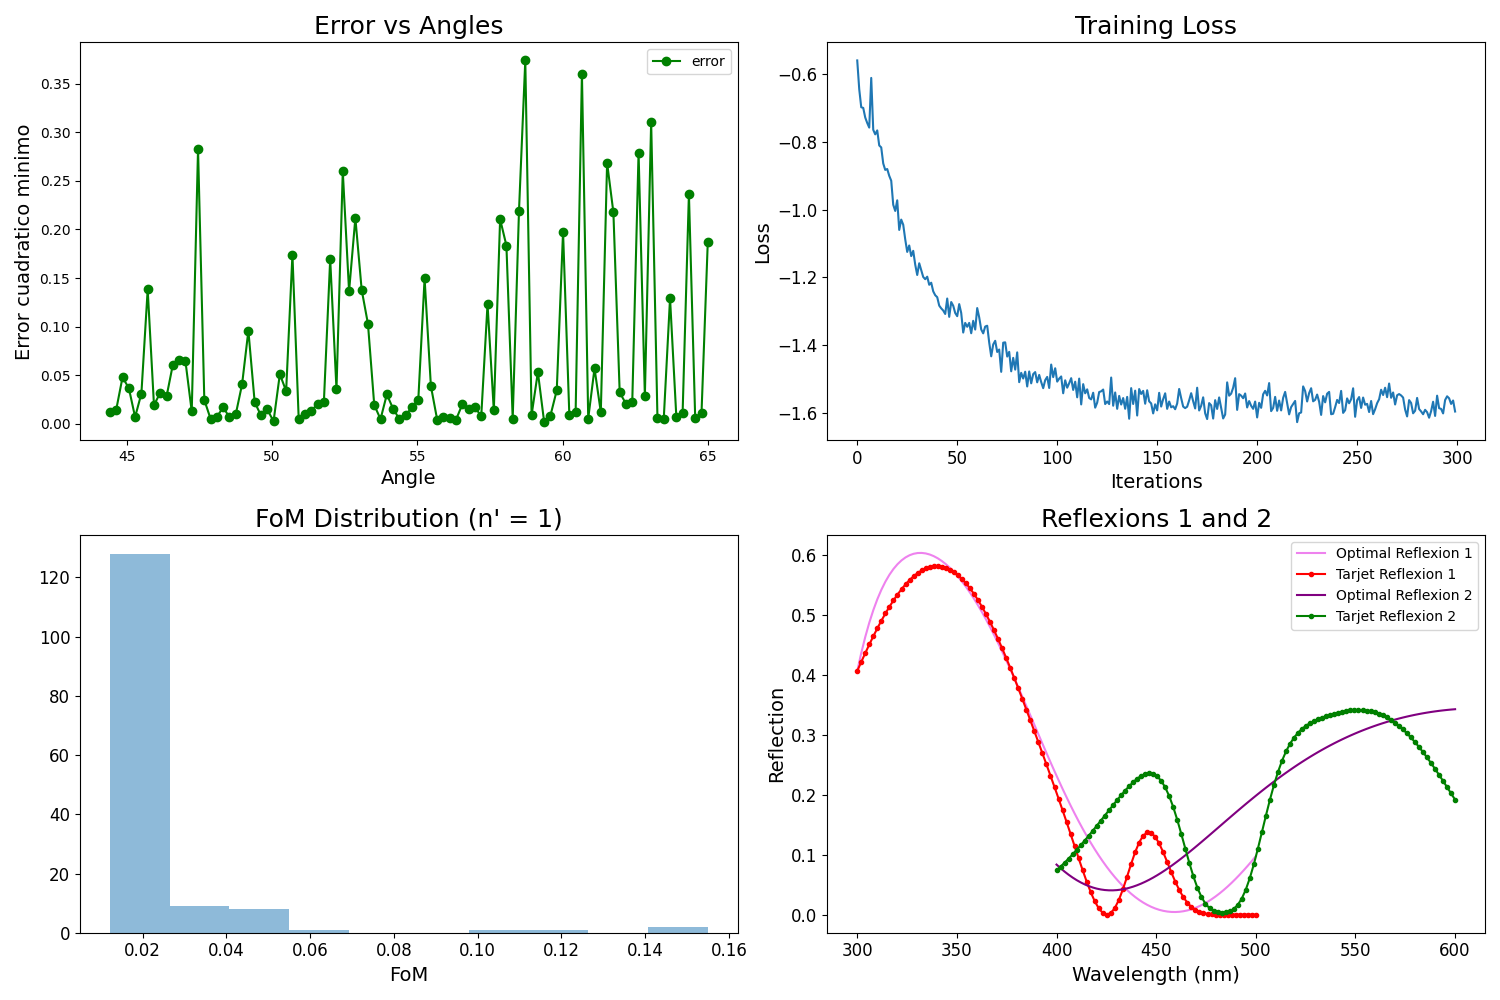 Error vs Angles
error
0.35
0.30
0.25
0.20
0.15
0.10
0.05
0.00
Error cuadratico minimo
45 50 55 60 65
Angle
Training Loss
−0.6
−0.8
−1.0
−1.2
−1.4
−1.6
Loss
0 50 100 150 200 250 300
Iterations
FoM Distribution (n' = 1)
120
100
80
60
40
20
0
0.02 0.04 0.06 0.08 0.10 0.12 0.14 0.16
FoM
Reflexions 1 and 2
Optimal Reflexion 1
Tarjet Reflexion 1
Optimal Reflexion 2
Tarjet Reflexion 2
0.6
0.5
0.4
0.3
0.2
0.1
0.0
Reflection
300 350 400 450 500 550 600
Wavelength (nm)